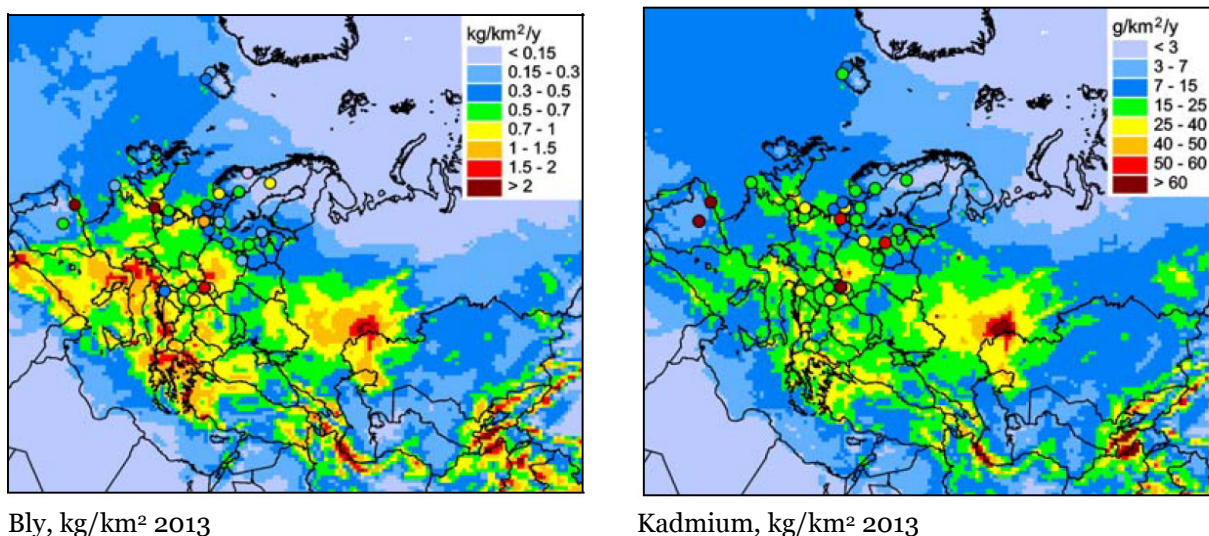 kg/km²/y
< 0.15
0.15 - 0.3
0.3 - 0.5
0.5 - 0.7
0.7 - 1
1 - 1.5
1.5 - 2
> 2
g/km²/y
< 3
3 - 7
7 - 15
15 - 25
25 - 40
40 - 50
50 - 60
> 60
Bly, kg/km² 2013
Kadmium, kg/km² 2013